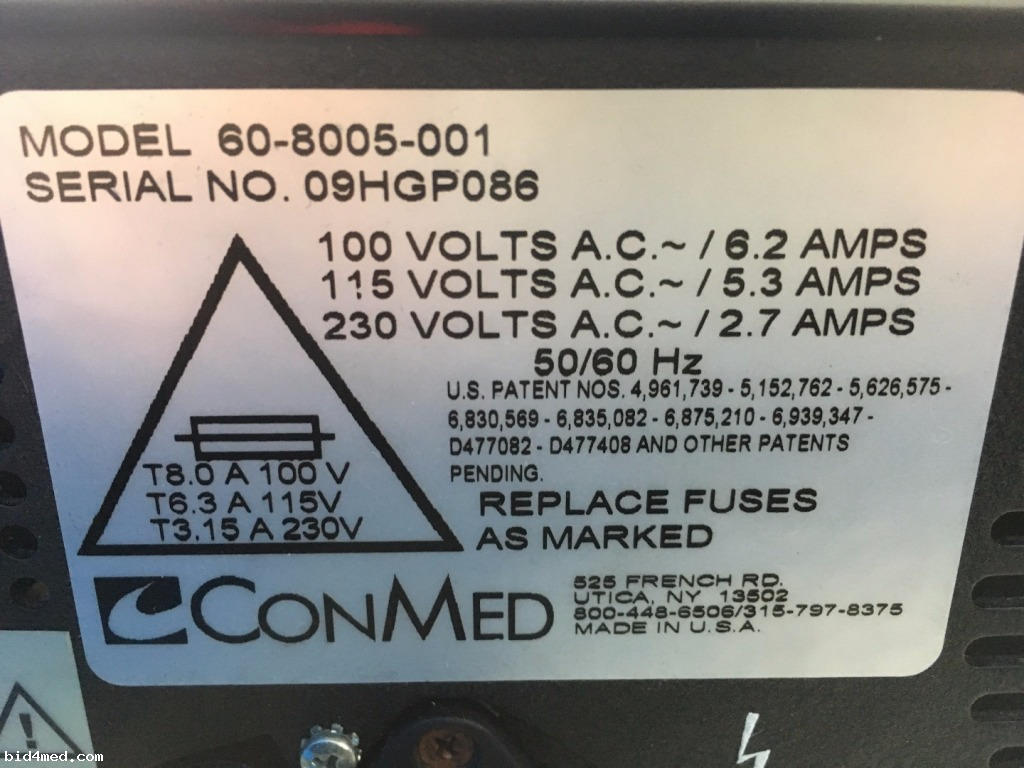 MODEL 60-8005-001
SERIAL NO. 09HGP086
100 VOLTS A.C.~ / 6.2 AMPS
115 VOLTS A.C.~ / 5.3 AMPS
230 VOLTS A.C.~ / 2.7 AMPS
50/60 Hz
U.S. PATENT NOS. 4,961,739 - 5,152,762 - 5,626,575 -
6,830,569 - 6,835,082 - 6,875,210 - 6,939,347 -
D477082 - D477408 AND OTHER PATENTS
PENDING.
T8.0 A 100 V
T6.3 A 115V
T3.15 A 230V
REPLACE FUSES
AS MARKED
CONMED
525 FRENCH RD.
UTICA, NY 13502
800-448-6506/315-797-8375
MADE IN U.S.A.
bid4med.com